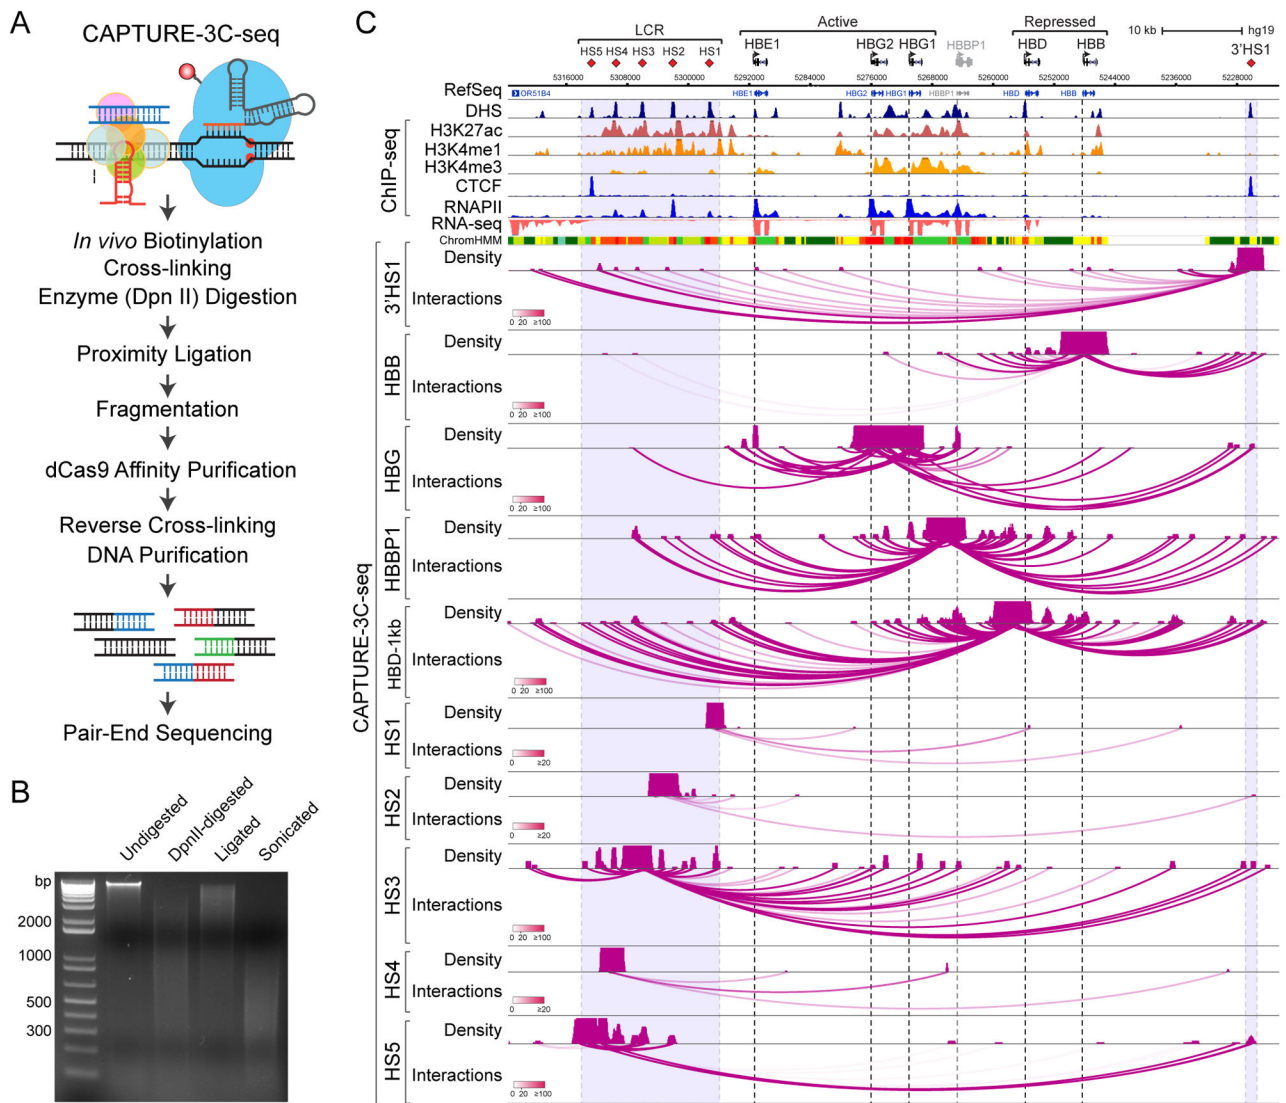 A
CAPTURE-3C-seq
In vivo Biotinylation
Cross-linking
Enzyme (Dpn II) Digestion
Proximity Ligation
Fragmentation
dCas9 Affinity Purification
Reverse Cross-linking
DNA Purification
Pair-End Sequencing
B
Undigested
DpnII-digested
Ligated
Sonicated
bp
2000
1000
500
300
C
LCR
Active
Repressed
10 kb
hg19
HS5 HS4 HS3 HS2 HS1
HBE1
HBG2 HBG1
HBBP1
HBD
HBB
3'HS1
5316000 5308000 5300000 5292000 5284000 5276000 5268000 5260000 5252000 5244000 5236000 5228000
RefSeq
OR51B4
HBE1
HBG2
HBG1
HBBP1
HBD
HBB
DHS
ChIP-seq
H3K27ac
H3K4me1
H3K4me3
CTCF
RNAPII
RNA-seq
ChromHMM
CAPTURE-3C-seq
3'HS1
Density
Interactions
0 20 ≥100
HBB
Density
Interactions
0 20 ≥100
HBG
Density
Interactions
0 20 ≥100
HBBP1
Density
Interactions
0 20 ≥100
HBD-1kb
Density
Interactions
0 20 ≥100
HS1
Density
Interactions
0 ≥20
HS2
Density
Interactions
0 ≥20
HS3
Density
Interactions
0 20 ≥100
HS4
Density
Interactions
0 ≥20
HS5
Density
Interactions
0 20 ≥100